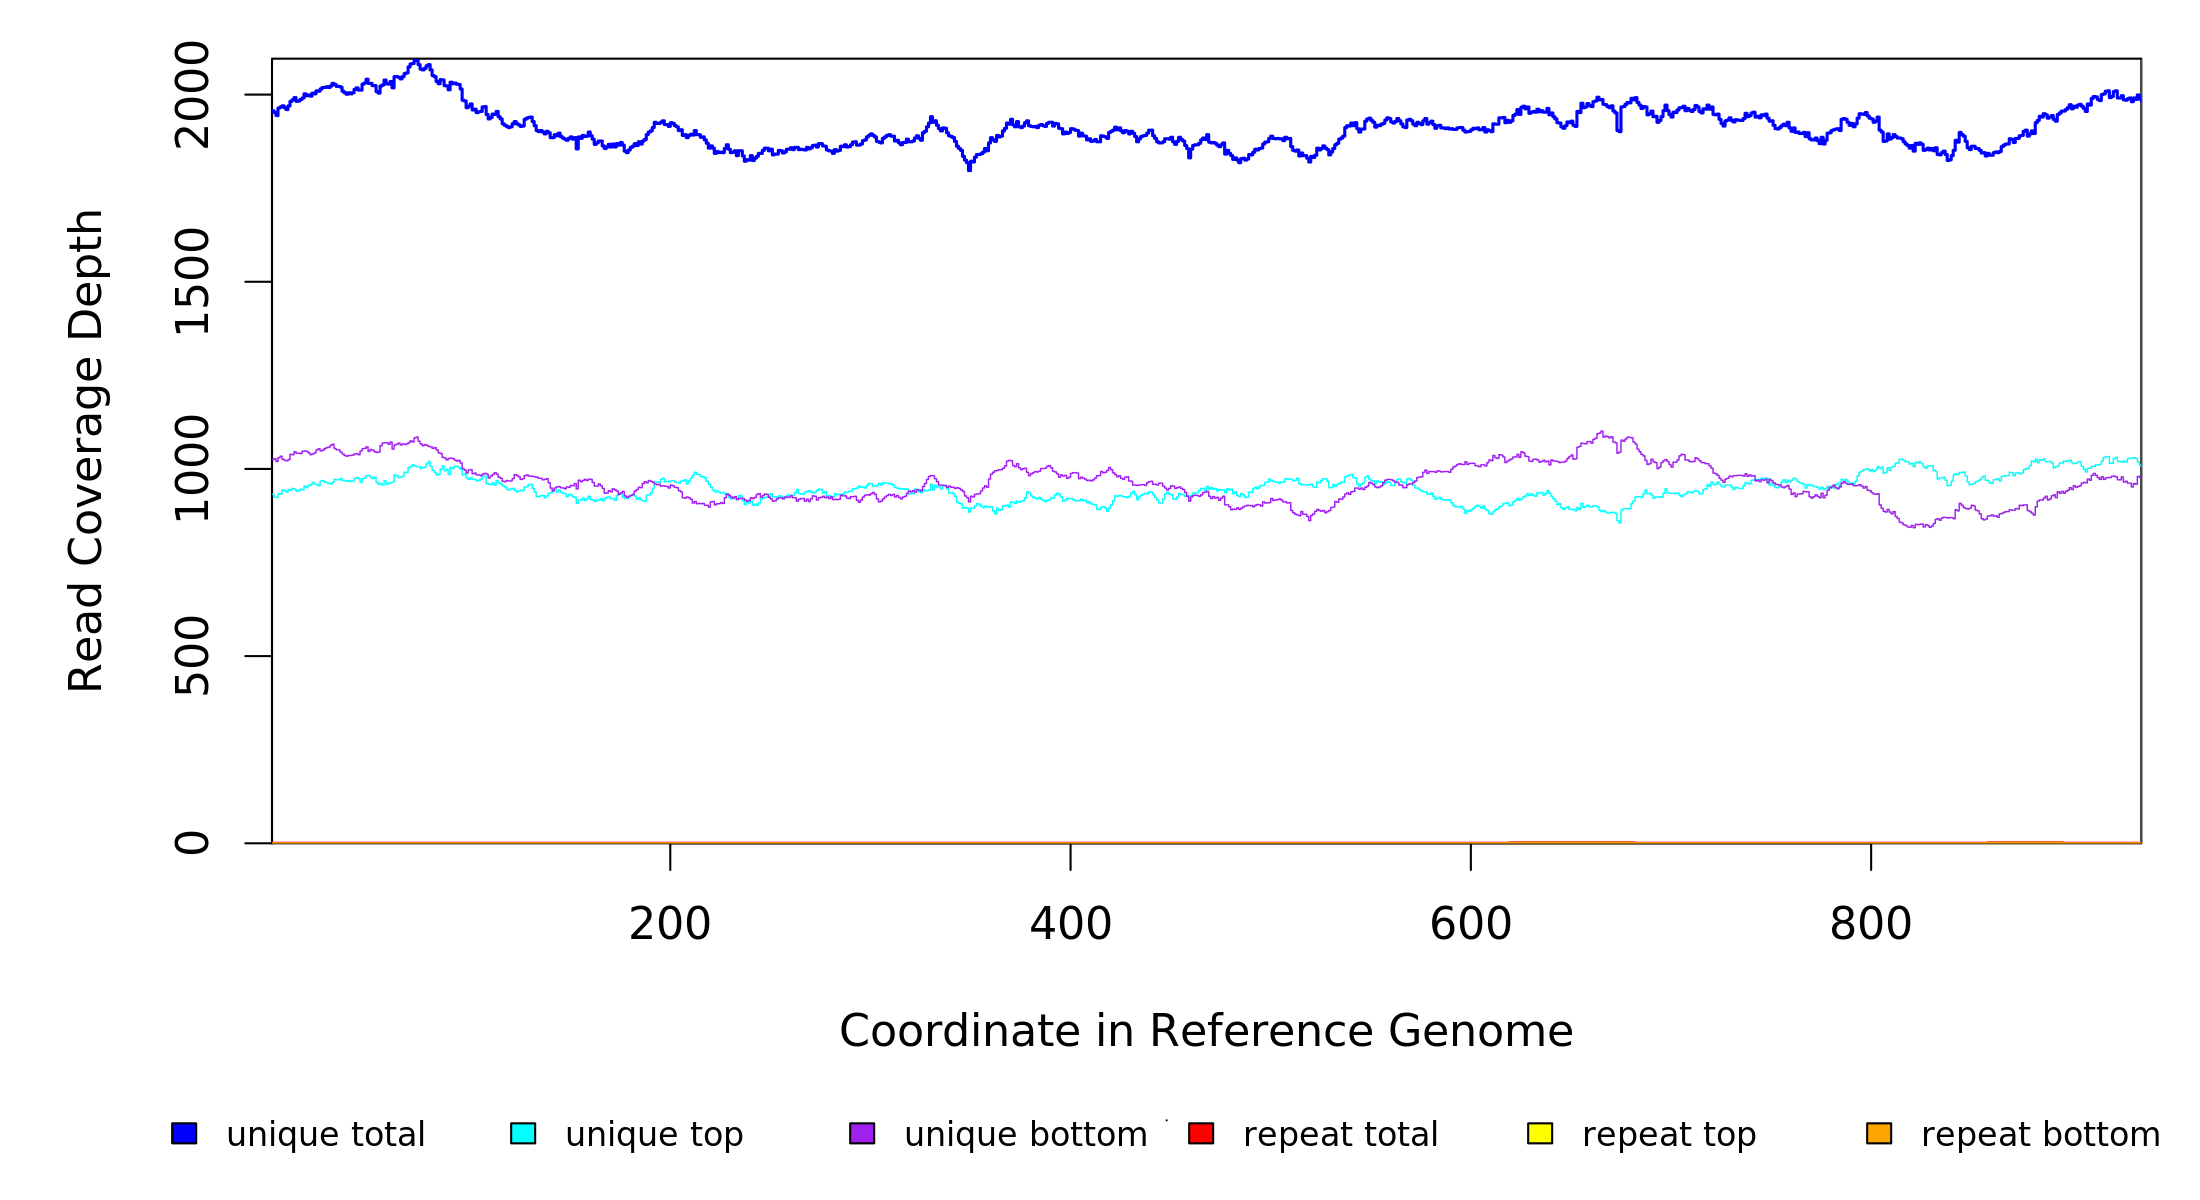 Read Coverage Depth
2000
1500
1000
500
0
200 400 600 800
Coordinate in Reference Genome
unique total unique top unique bottom repeat total repeat top repeat bottom